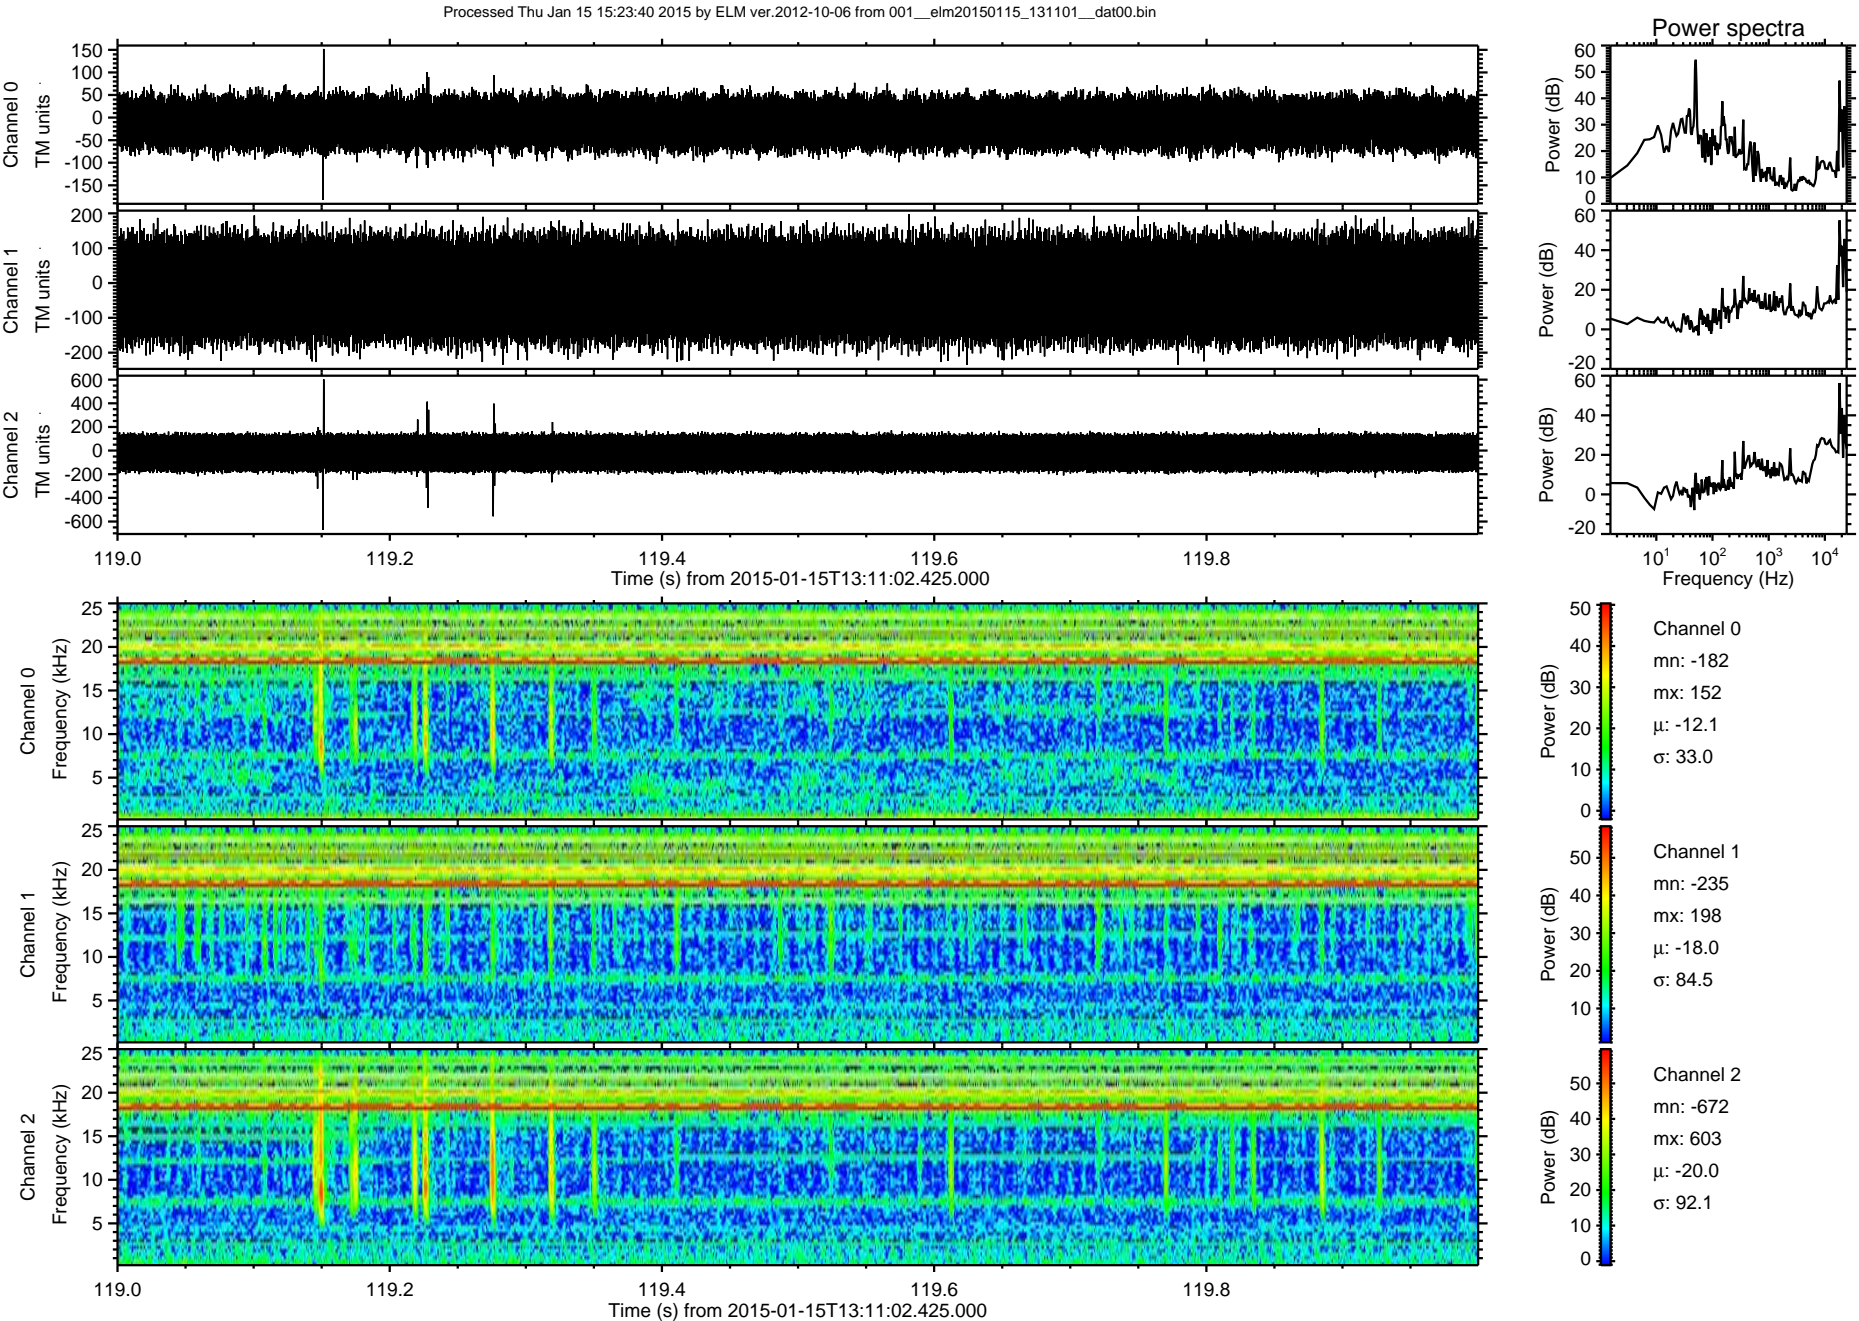 Processed Thu Jan 15 15:23:40 2015 by ELM ver.2012-10-06 from 001__elm20150115_131101__dat00.bin
Power spectra
Channel 0
TM units
150
100
50
0
-50
-100
-150
Power (dB)
60
50
40
30
20
10
0
Channel 1
TM units
200
100
0
-100
-200
Power (dB)
60
40
20
0
-20
Channel 2
TM units
600
400
200
0
-200
-400
-600
Power (dB)
60
40
20
0
-20
119.0 119.2 119.4 119.6 119.8
Time (s) from 2015-01-15T13:11:02.425.000
10^1 10^2 10^3 10^4
Frequency (Hz)
Channel 0
Frequency (kHz)
25
20
15
10
5
Power (dB)
50
40
30
20
10
0
Channel 0
mn: -182
mx: 152
μ: -12.1
σ: 33.0
Channel 1
Frequency (kHz)
25
20
15
10
5
Power (dB)
50
40
30
20
10
Channel 1
mn: -235
mx: 198
μ: -18.0
σ: 84.5
Channel 2
Frequency (kHz)
25
20
15
10
5
Power (dB)
50
40
30
20
10
0
Channel 2
mn: -672
mx: 603
μ: -20.0
σ: 92.1
119.0 119.2 119.4 119.6 119.8
Time (s) from 2015-01-15T13:11:02.425.000